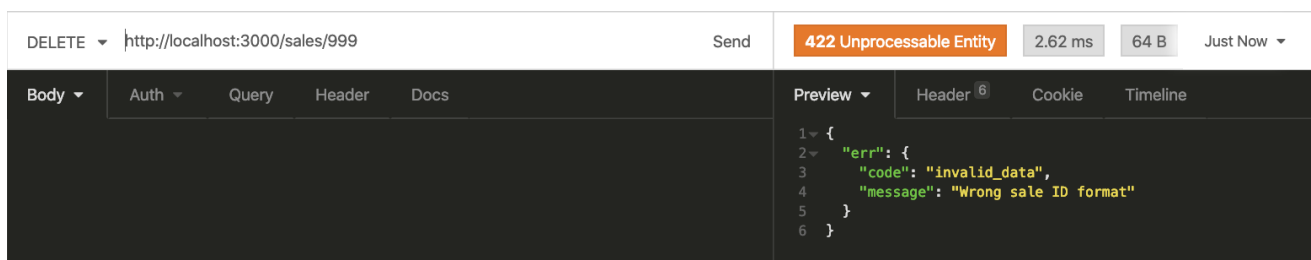 DELETE http://localhost:3000/sales/999 Send 422 Unprocessable Entity 2.62 ms 64 B Just Now
Body Auth Query Header Docs Preview Header 6 Cookie Timeline
1 {
2 "err": {
3 "code": "invalid_data",
4 "message": "Wrong sale ID format"
5 }
6 }